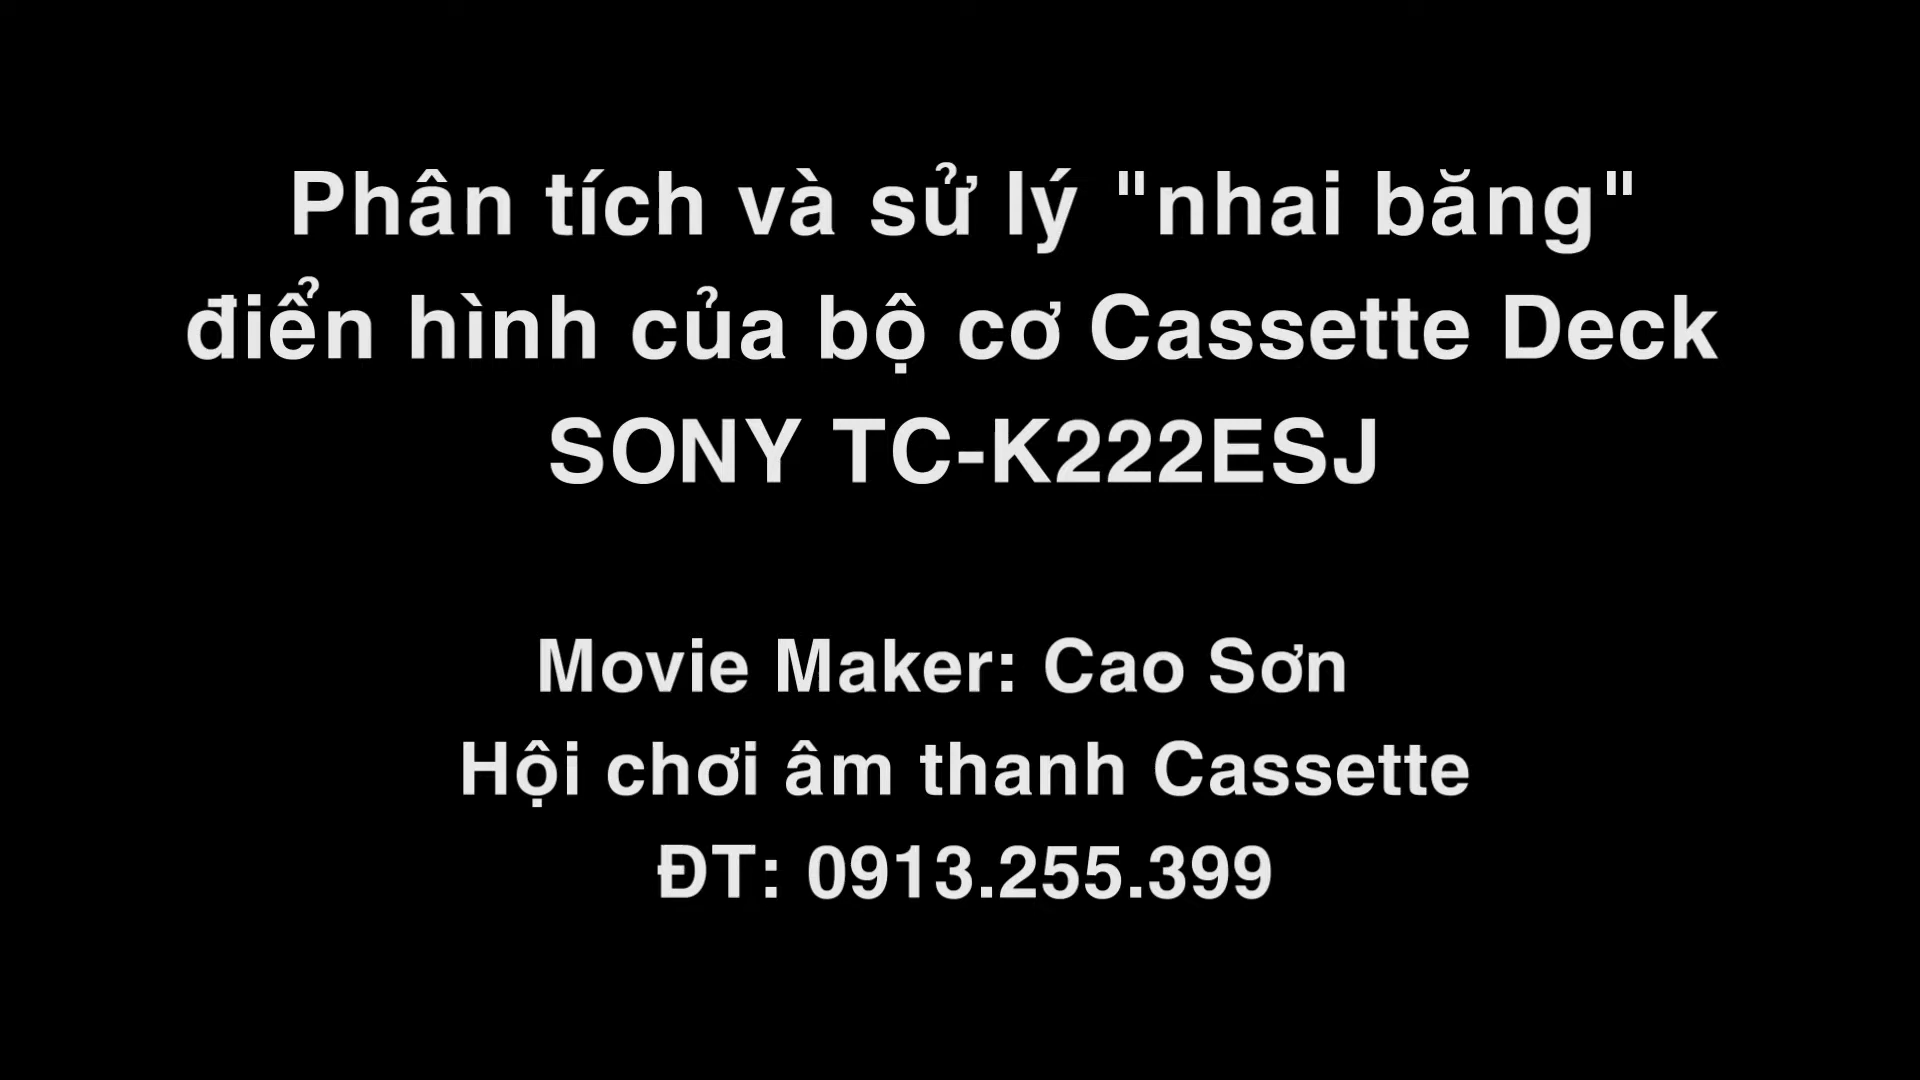 Phân tích và sử lý "nhai băng"
điển hình của bộ cơ Cassette Deck
SONY TC-K222ESJ
Movie Maker: Cao Sơn
Hội chơi âm thanh Cassette
ĐT: 0913.255.399